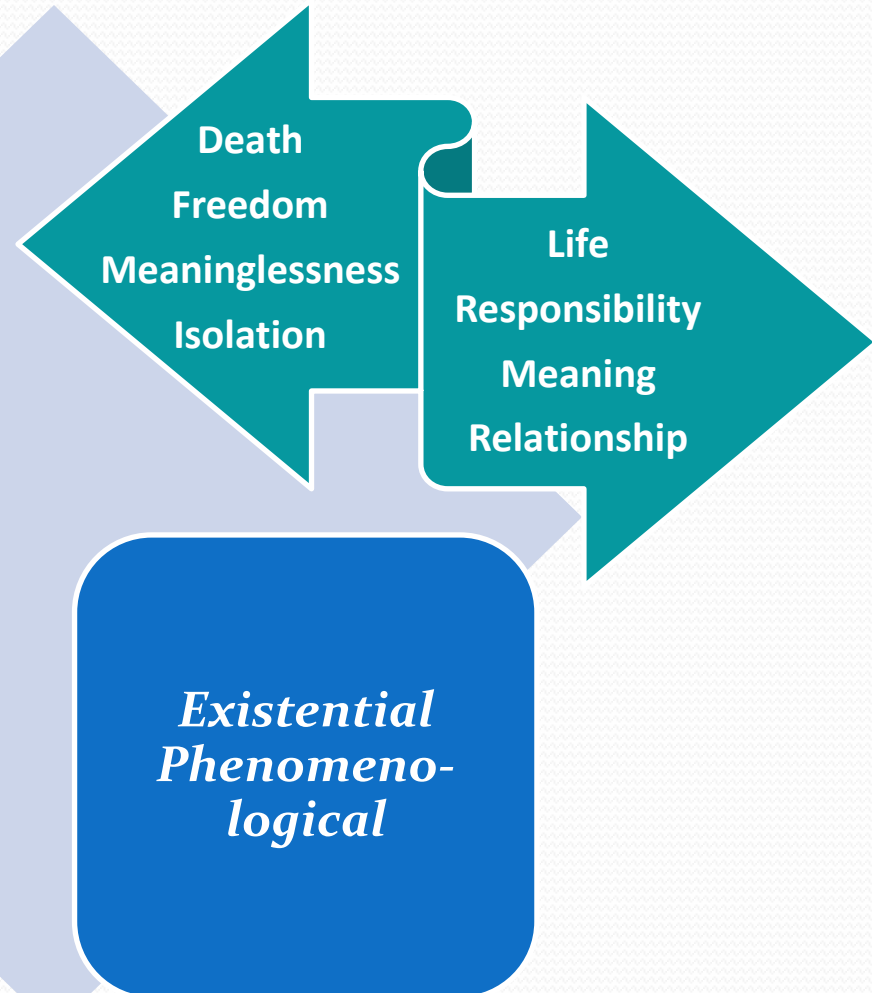 Death
Freedom
Meaninglessness
Isolation
Life
Responsibility
Meaning
Relationship
Existential
Phenomeno-
logical